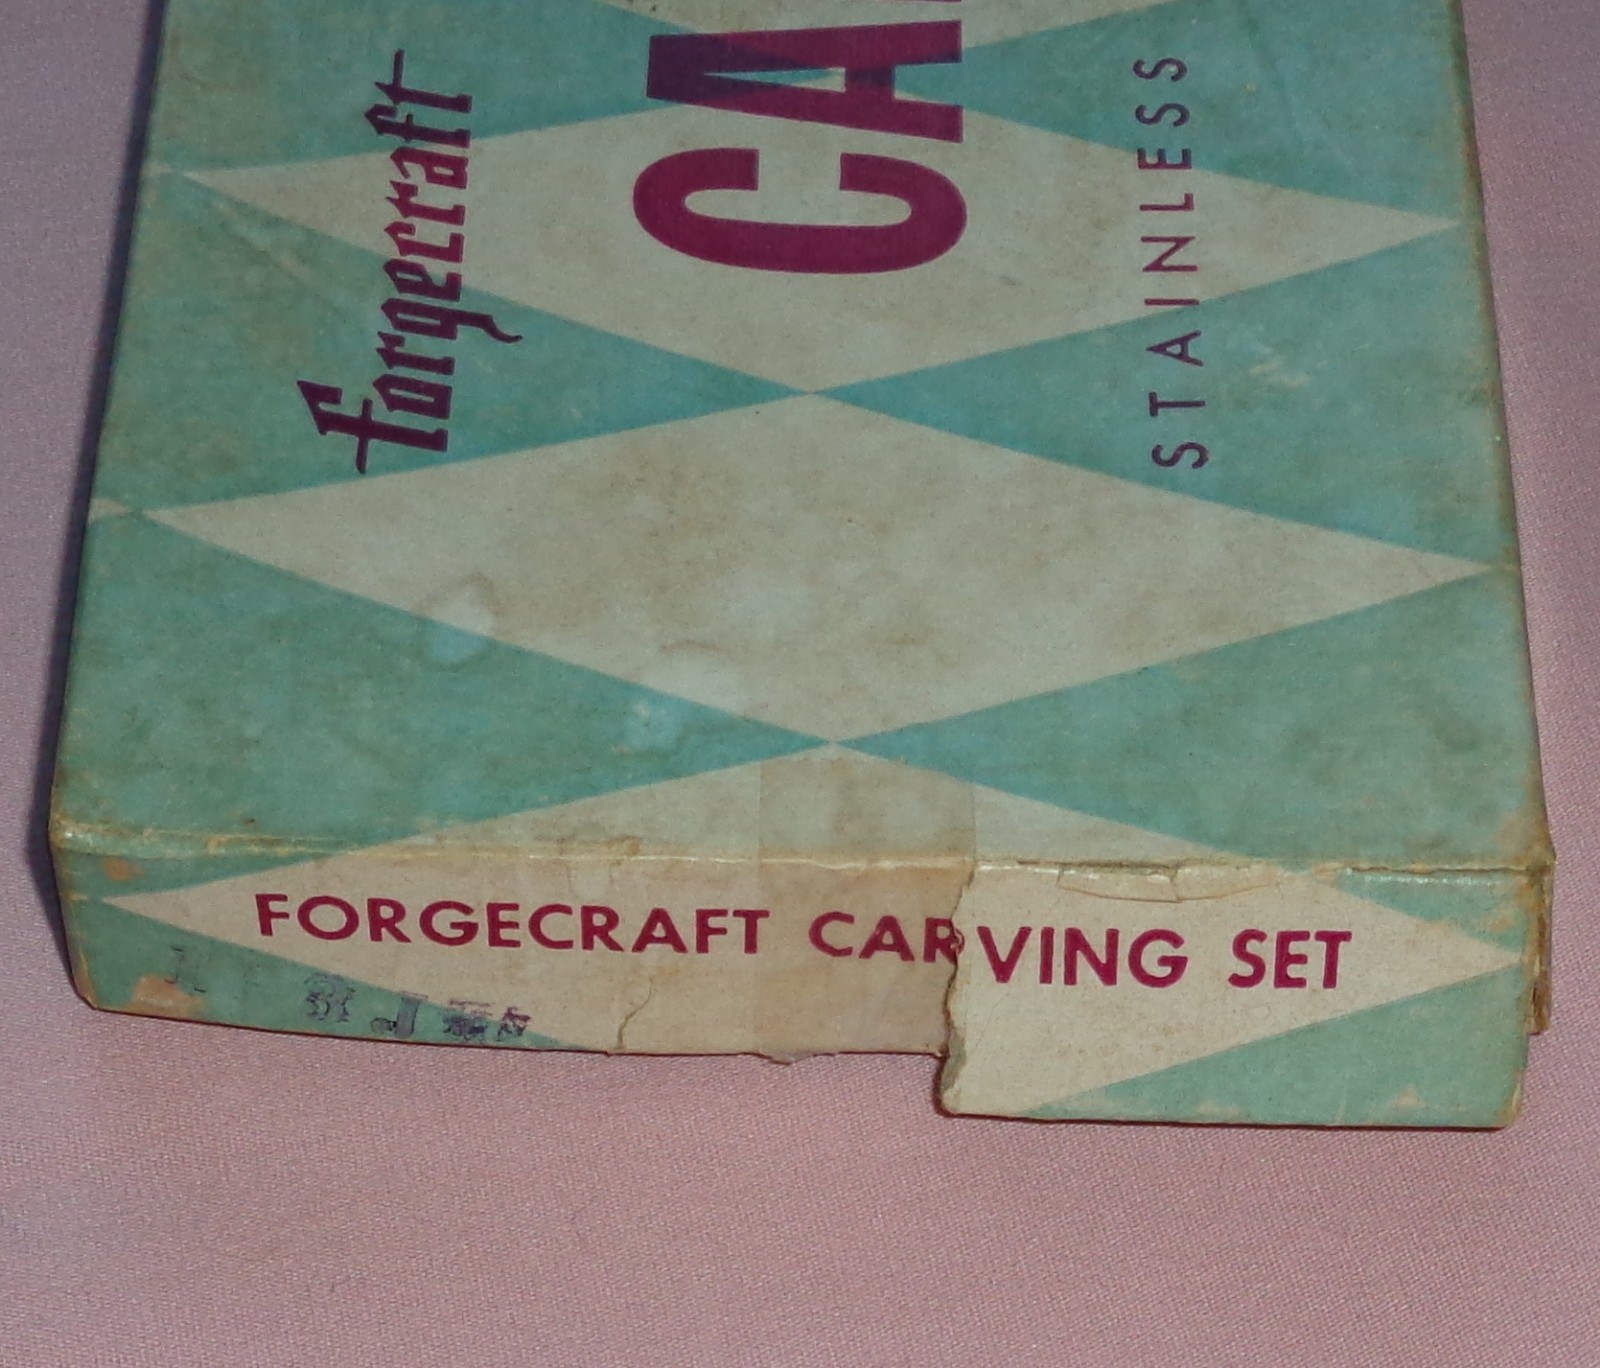 Forgecraft
CA
STAINLESS
FORGECRAFT CARVING SET